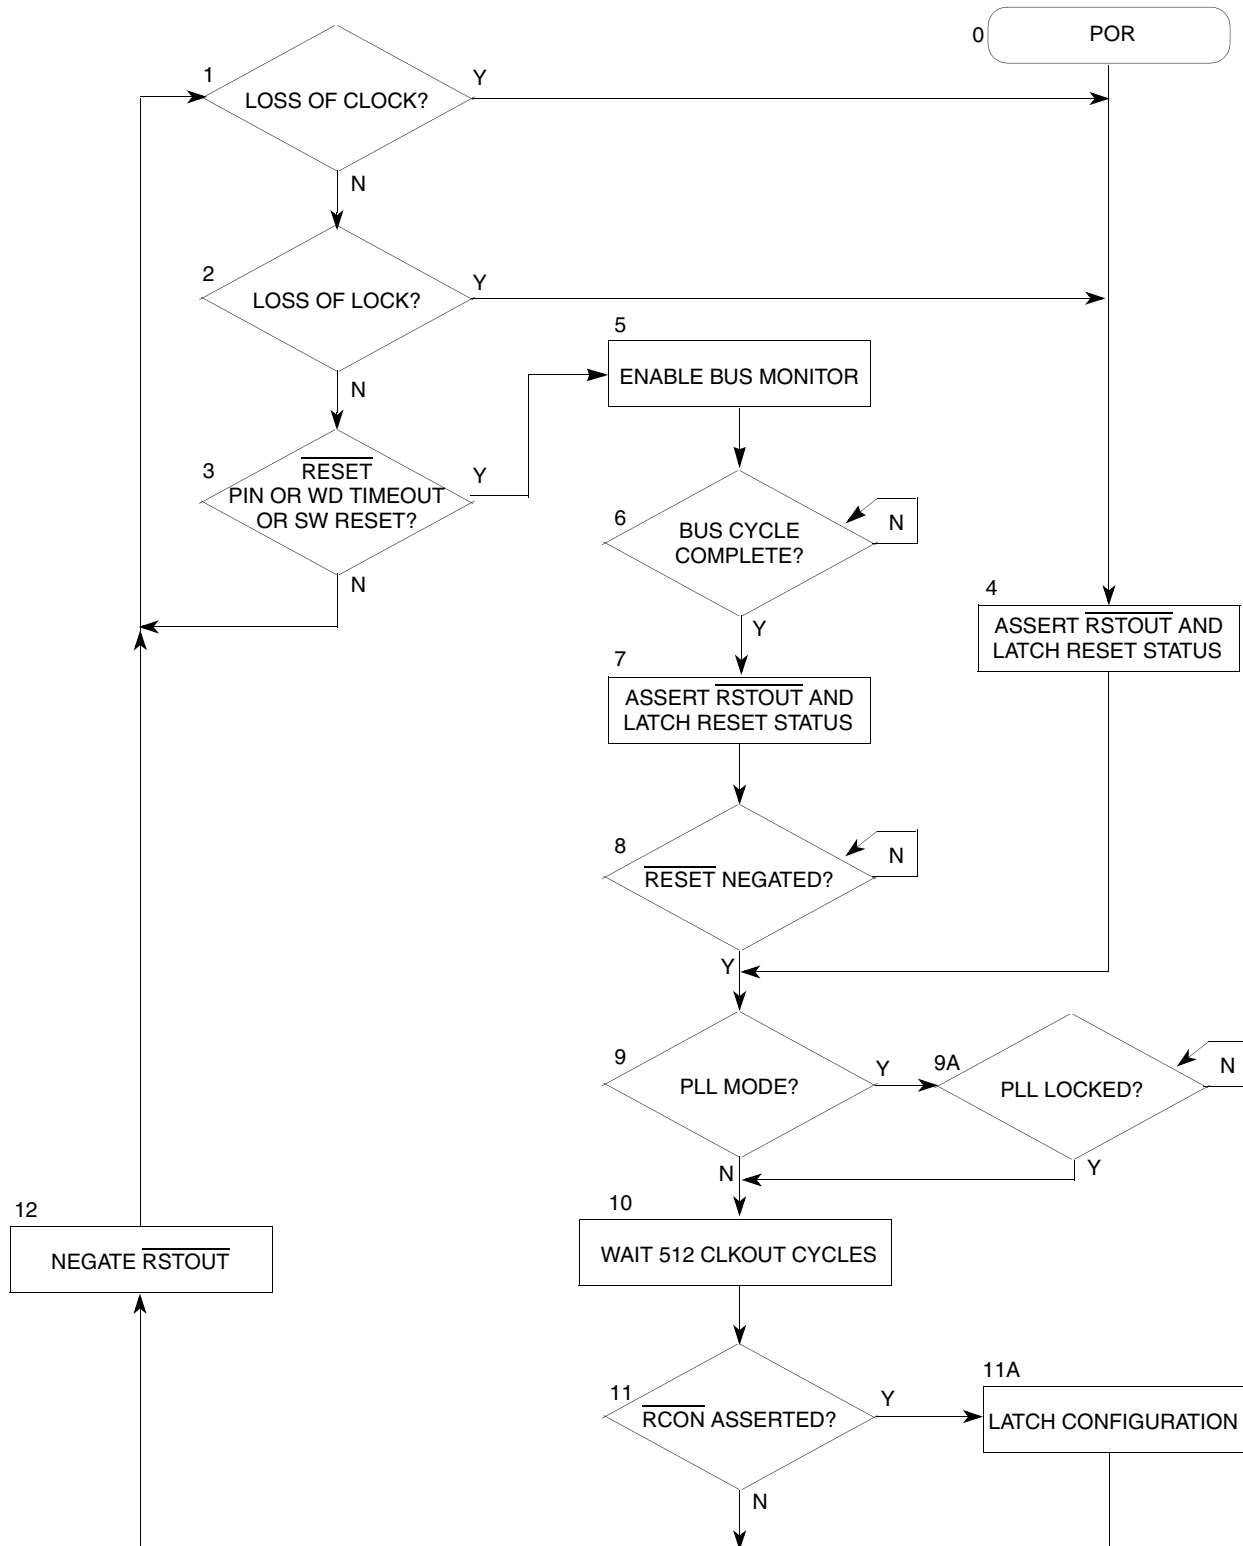 0
POR
1
LOSS OF CLOCK?
Y
N
2
LOSS OF LOCK?
Y
N
3
RESET
PIN OR WD TIMEOUT
OR SW RESET?
Y
N
5
ENABLE BUS MONITOR
6
BUS CYCLE
COMPLETE?
N
Y
4
ASSERT RSTOUT AND
LATCH RESET STATUS
7
ASSERT RSTOUT AND
LATCH RESET STATUS
8
RESET NEGATED?
N
Y
9
PLL MODE?
Y
N
9A
PLL LOCKED?
N
Y
10
WAIT 512 CLKOUT CYCLES
12
NEGATE RSTOUT
11
RCON ASSERTED?
Y
N
11A
LATCH CONFIGURATION